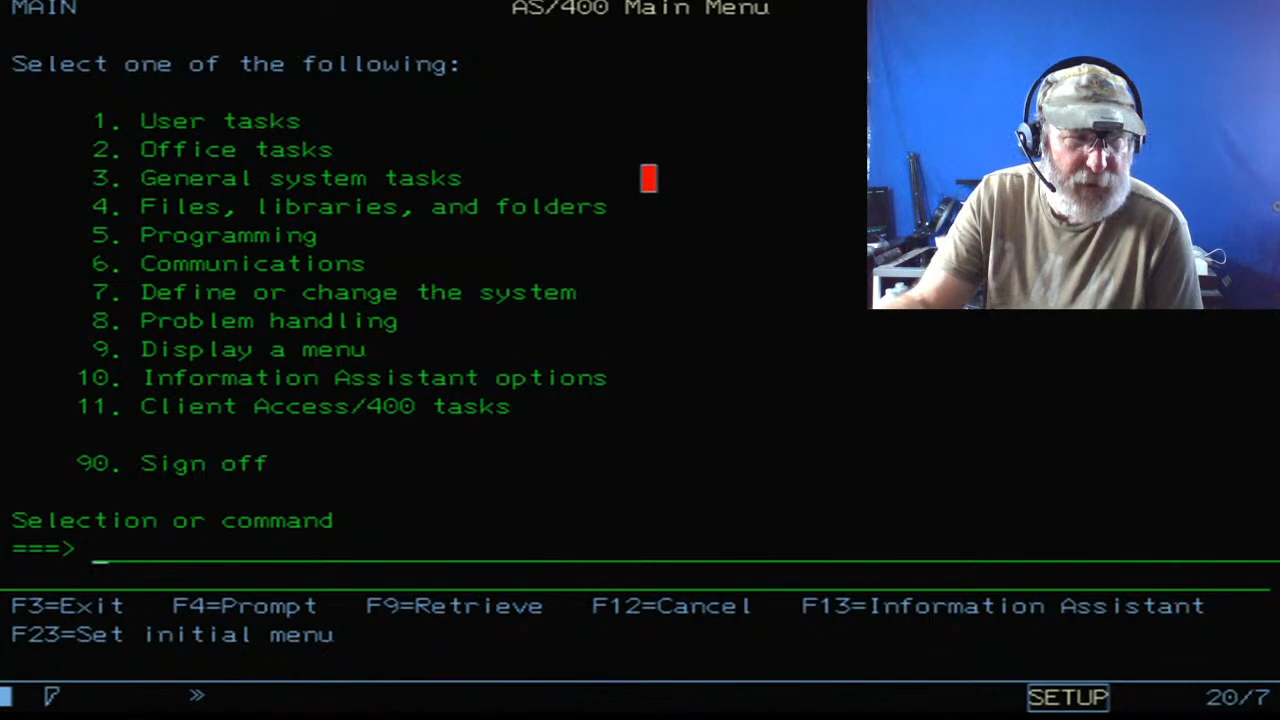 MAIN AS/400 Main Menu
Select one of the following:
1. User tasks
2. Office tasks
3. General system tasks
4. Files, libraries, and folders
5. Programming
6. Communications
7. Define or change the system
8. Problem handling
9. Display a menu
10. Information Assistant options
11. Client Access/400 tasks
90. Sign off
Selection or command
===>
F3=Exit F4=Prompt F9=Retrieve F12=Cancel F13=Information Assistant
F23=Set initial menu
» SETUP 20/7